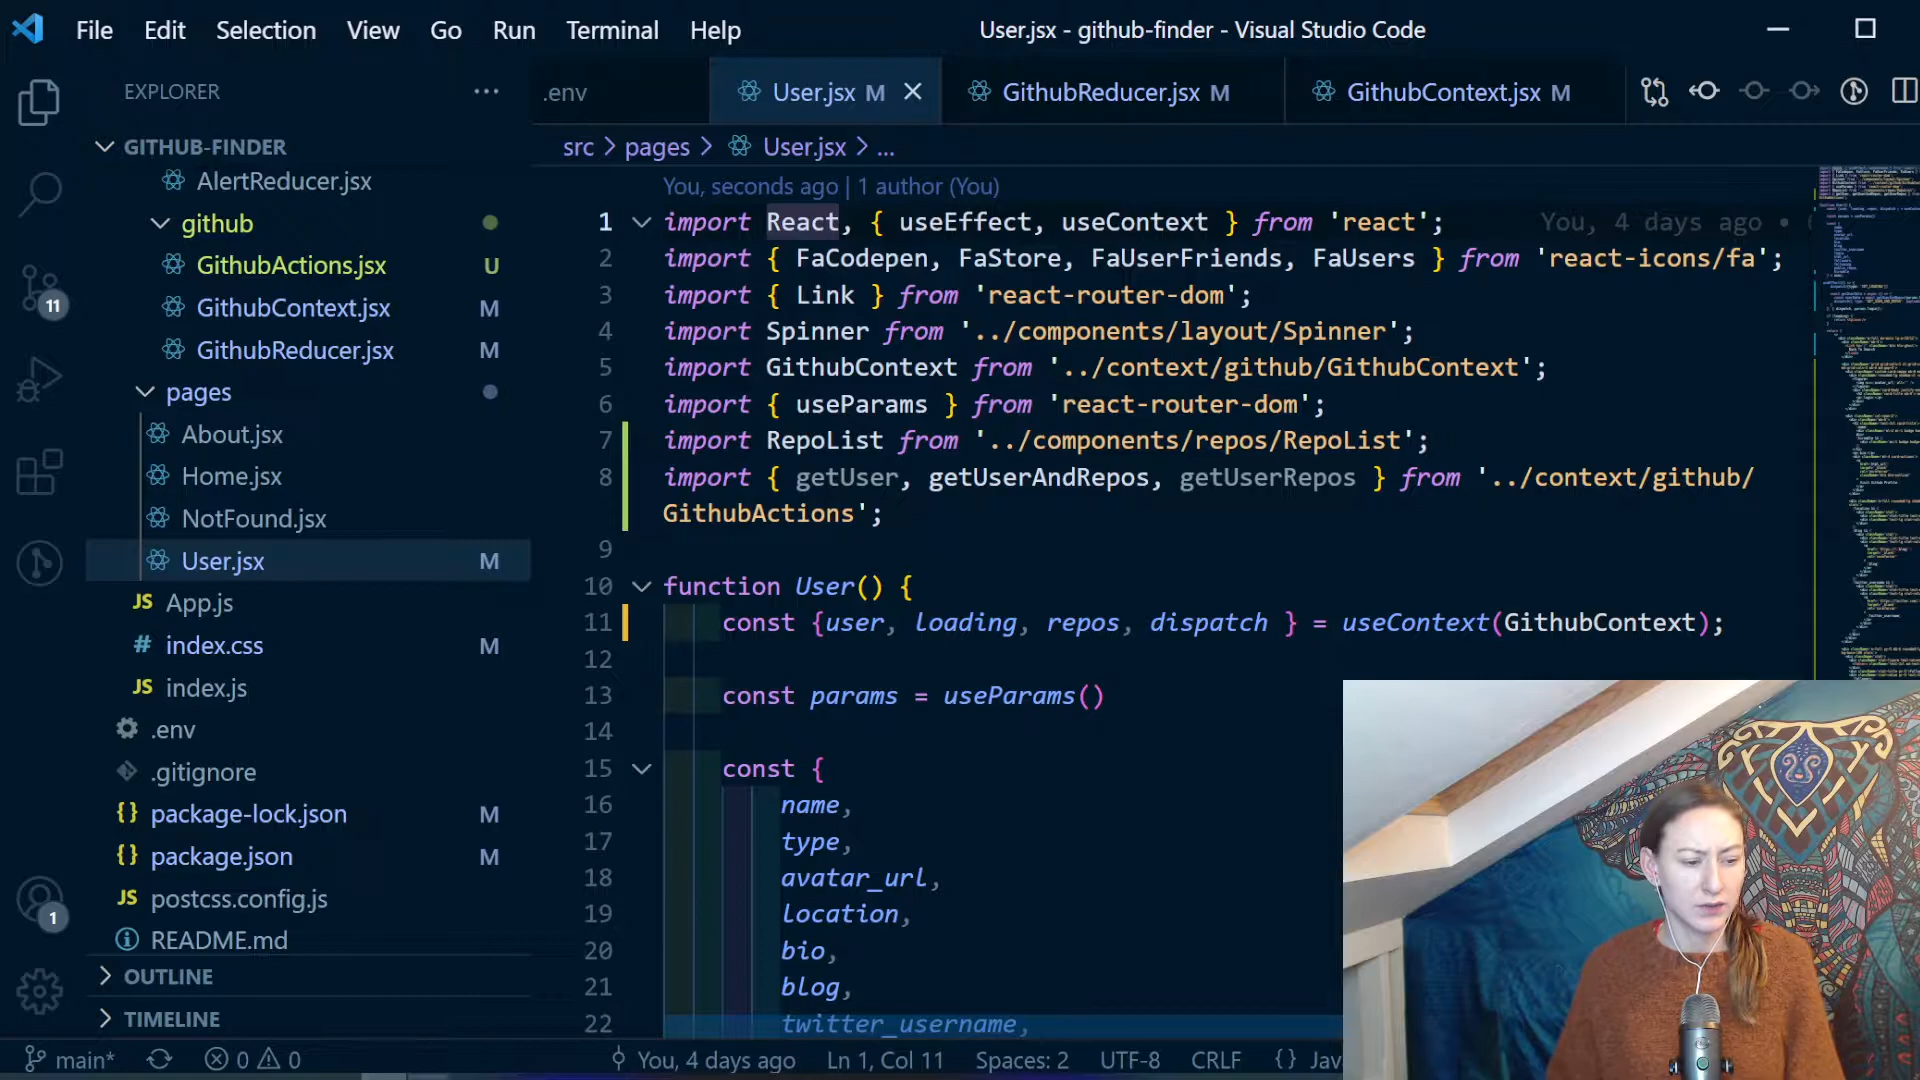 File Edit Selection View Go Run Terminal Help
User.jsx - github-finder - Visual Studio Code
EXPLORER
GITHUB-FINDER
AlertReducer.jsx
github
GithubActions.jsx U
GithubContext.jsx M
GithubReducer.jsx M
pages
About.jsx
Home.jsx
NotFound.jsx
User.jsx M
JS App.js
# index.css M
JS index.js
.env
.gitignore
{} package-lock.json M
{} package.json M
JS postcss.config.js
README.md
OUTLINE
TIMELINE
11
1
.env
User.jsx M
GithubReducer.jsx M
GithubContext.jsx M
src > pages > User.jsx > ...
You, seconds ago | 1 author (You)
1 import React, { useEffect, useContext } from 'react'; You, 4 days ago •
2 import { FaCodepen, FaStore, FaUserFriends, FaUsers } from 'react-icons/fa';
3 import { Link } from 'react-router-dom';
4 import Spinner from '../components/layout/Spinner';
5 import GithubContext from '../context/github/GithubContext';
6 import { useParams } from 'react-router-dom';
7 import RepoList from '../components/repos/RepoList';
8 import { getUser, getUserAndRepos, getUserRepos } from '../context/github/
GithubActions';
9
10 function User() {
11 const {user, loading, repos, dispatch } = useContext(GithubContext);
12
13 const params = useParams()
14
15 const {
16 name,
17 type,
18 avatar_url,
19 location,
20 bio,
21 blog,
22 twitter_username,
main* 0 0 You, 4 days ago Ln 1, Col 11 Spaces: 2 UTF-8 CRLF {} Jav